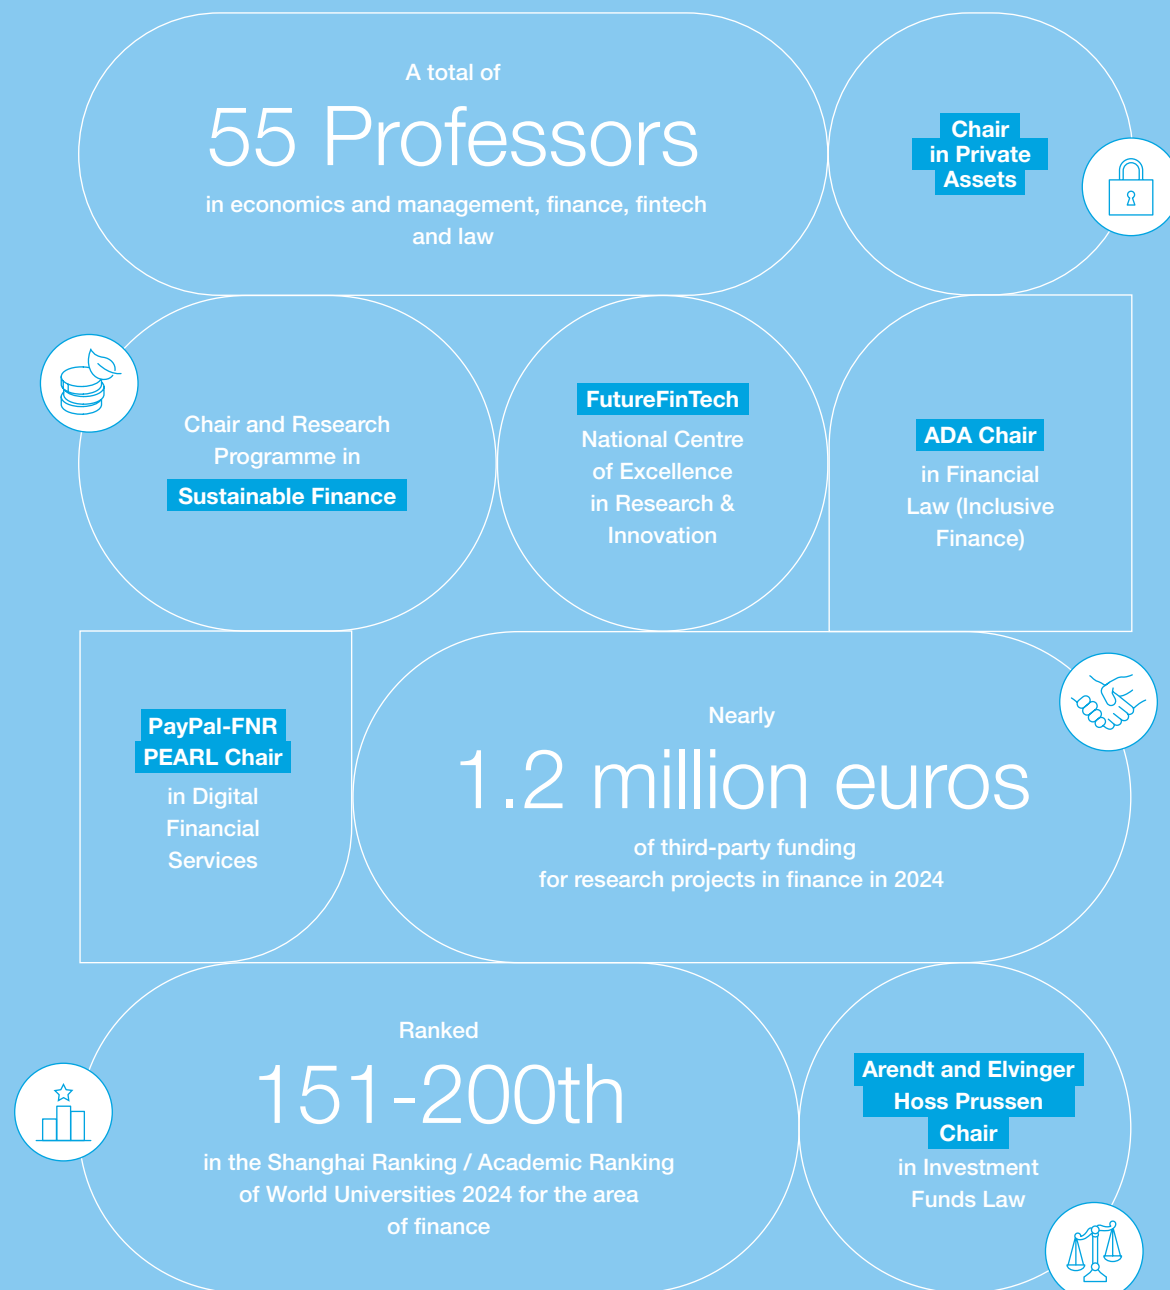 A total of
55 Professors
in economics and management, finance, fintech
and law
Chair
in Private
Assets
Chair and Research
Programme in
Sustainable Finance
FutureFinTech
National Centre
of Excellence
in Research &
Innovation
ADA Chair
in Financial
Law (Inclusive
Finance)
PayPal-FNR
PEARL Chair
in Digital
Financial
Services
Nearly
1.2 million euros
of third-party funding
for research projects in finance in 2024
Ranked
151-200th
in the Shanghai Ranking / Academic Ranking
of World Universities 2024 for the area
of finance
Arendt and Elvinger
Hoss Prussen
Chair
in Investment
Funds Law